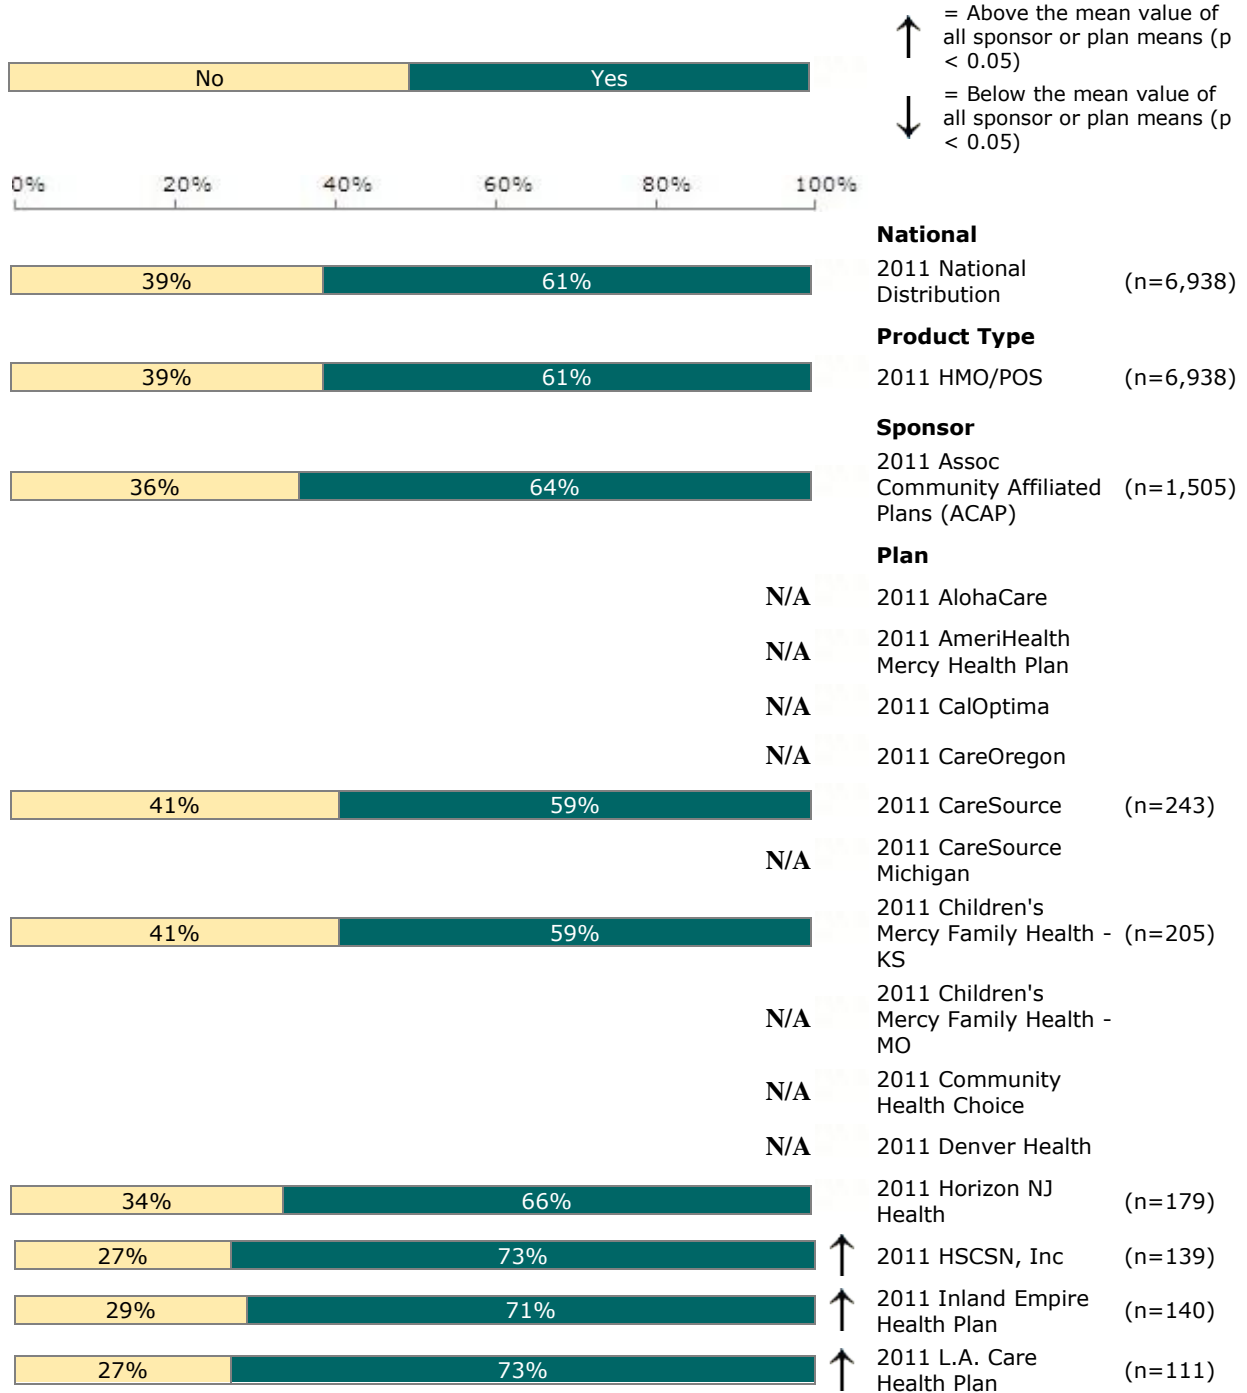 = Above the mean value of
all sponsor or plan means (p
< 0.05)
No Yes
= Below the mean value of
all sponsor or plan means (p
< 0.05)
0% 20% 40% 60% 80% 100%
National
39% 61% 2011 National
Distribution (n=6,938)
Product Type
39% 61% 2011 HMO/POS (n=6,938)
Sponsor
2011 Assoc
36% 64% Community Affiliated (n=1,505)
Plans (ACAP)
Plan
N/A 2011 AlohaCare
N/A 2011 AmeriHealth
Mercy Health Plan
N/A 2011 CalOptima
N/A 2011 CareOregon
41% 59% 2011 CareSource (n=243)
N/A 2011 CareSource
Michigan
2011 Children's
41% 59% Mercy Family Health - (n=205)
KS
2011 Children's
N/A Mercy Family Health -
MO
N/A 2011 Community
Health Choice
N/A 2011 Denver Health
34% 66% 2011 Horizon NJ
Health (n=179)
27% 73% ↑ 2011 HSCSN, Inc (n=139)
29% 71% ↑ 2011 Inland Empire
Health Plan (n=140)
27% 73% ↑ 2011 L.A. Care
Health Plan (n=111)